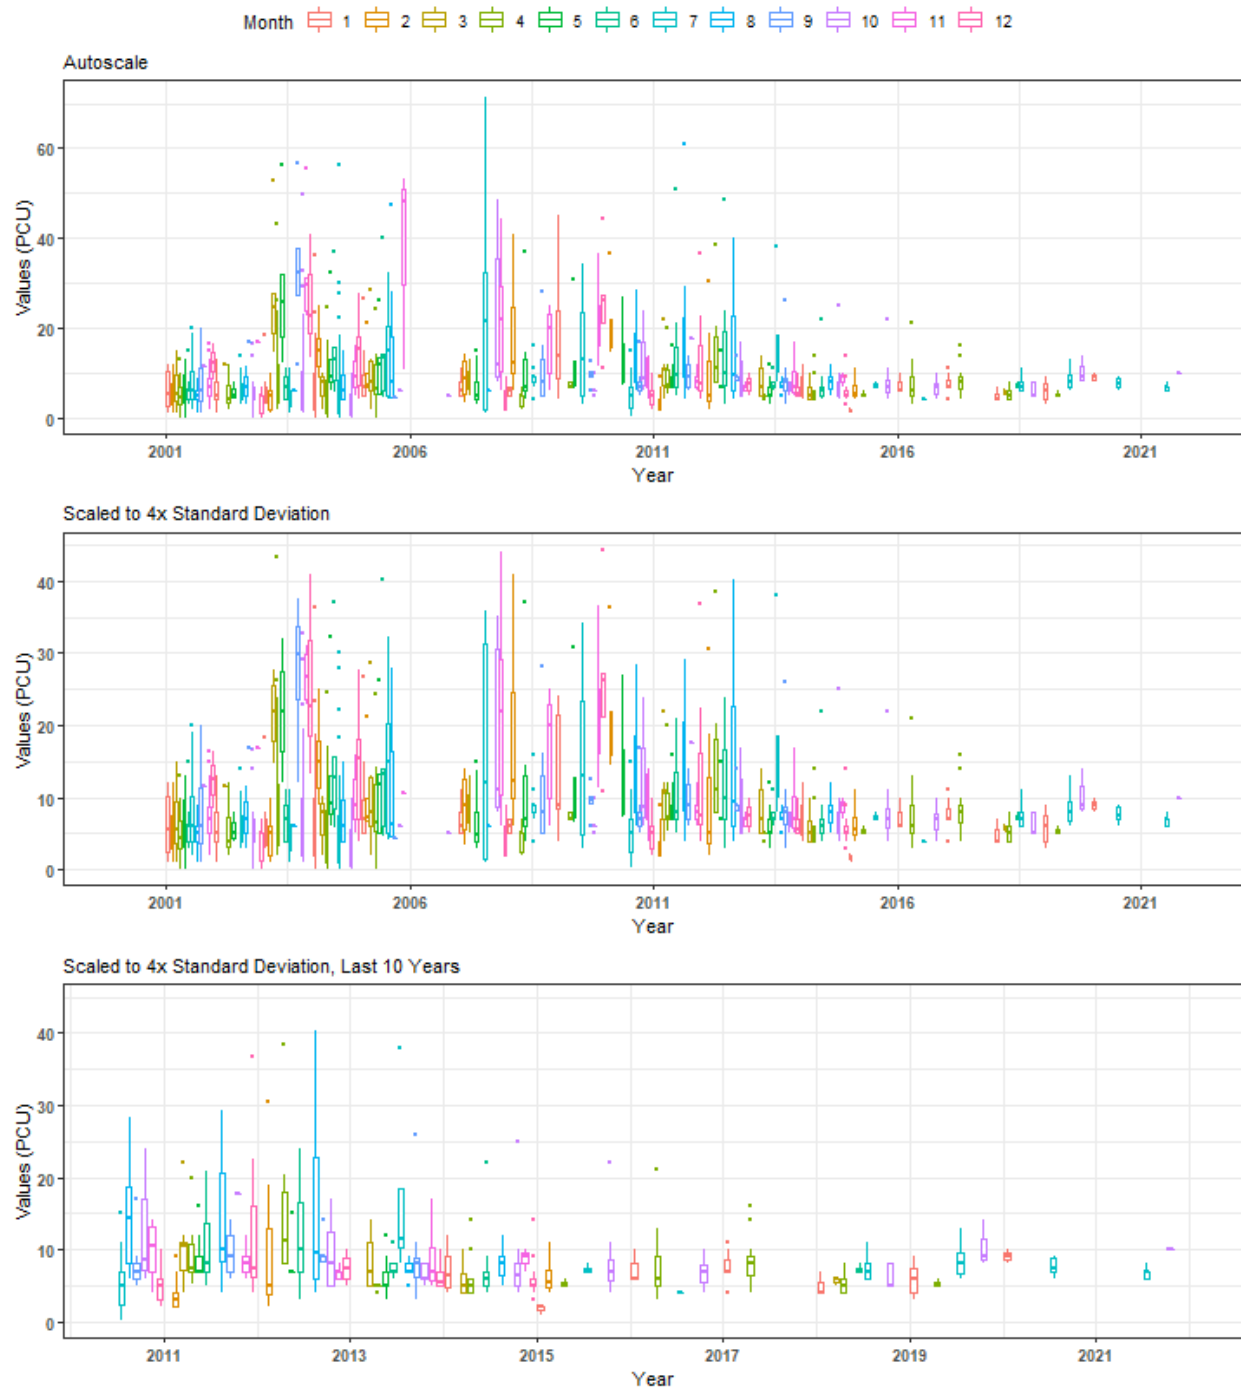 Month 1 2 3 4 5 6 7 8 9 10 11 12
Autoscale
Values (PCU)
60
40
20
0
2001 2006 2011 2016 2021
Year
Scaled to 4x Standard Deviation
Values (PCU)
40
30
20
10
0
2001 2006 2011 2016 2021
Year
Scaled to 4x Standard Deviation, Last 10 Years
Values (PCU)
40
30
20
10
0
2011 2013 2015 2017 2019 2021
Year